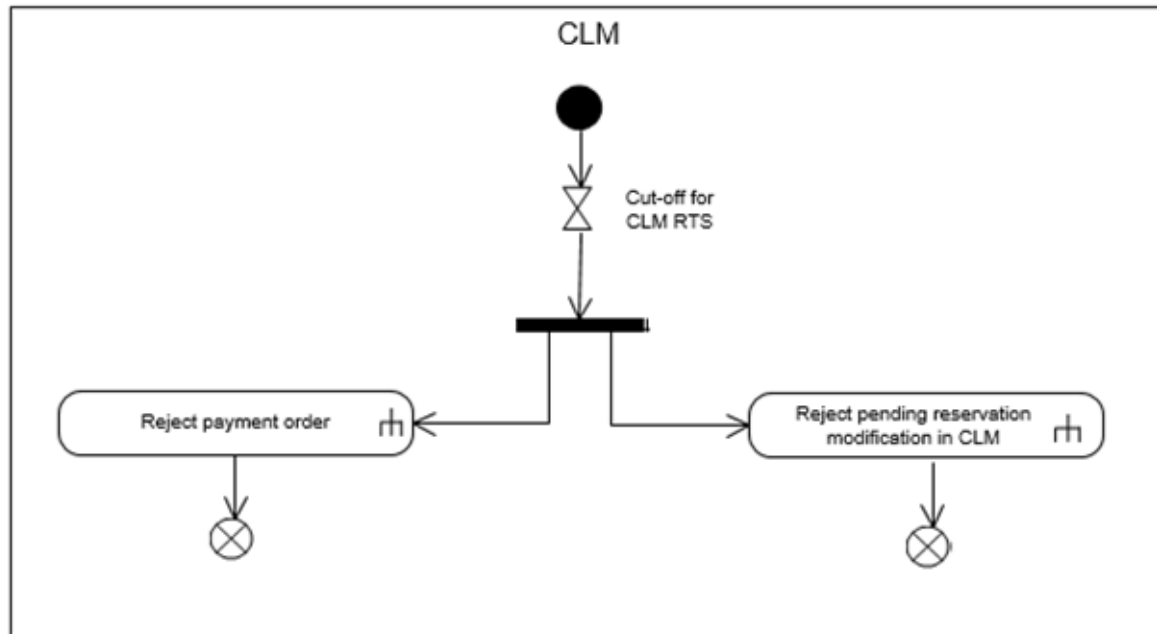 CLM
Cut-off for
CLM RTS
Reject payment order
Reject pending reservation
modification in CLM